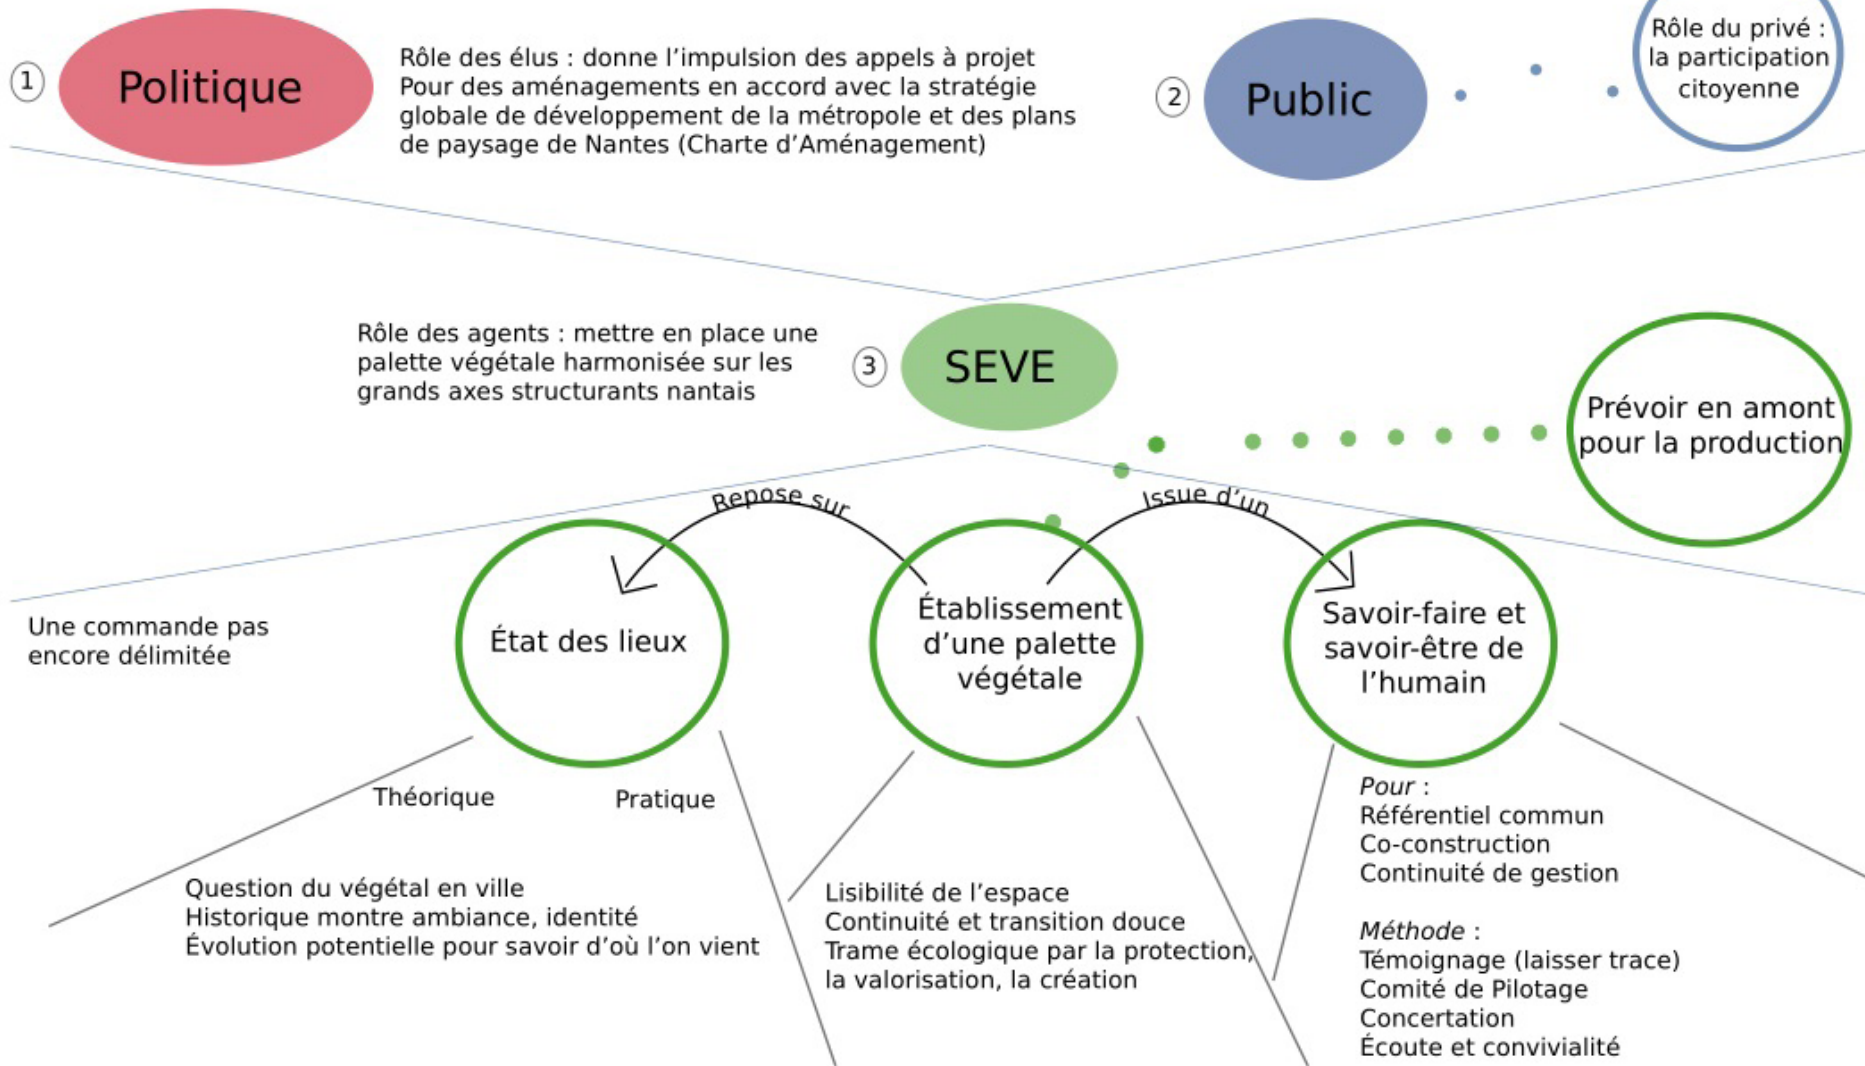 1
Politique
Rôle des élus : donne l’impulsion des appels à projet
Pour des aménagements en accord avec la stratégie
globale de développement de la métropole et des plans
de paysage de Nantes (Charte d’Aménagement)
2
Public
Rôle du privé :
la participation
citoyenne
Rôle des agents : mettre en place une
palette végétale harmonisée sur les
grands axes structurants nantais
3
SEVE
Prévoir en amont
pour la production
Repose sur
Issue d’un
Une commande pas
encore délimitée
État des lieux
Établissement
d’une palette
végétale
Savoir-faire et
savoir-être de
l’humain
Théorique
Pratique
Question du végétal en ville
Historique montre ambiance, identité
Évolution potentielle pour savoir d’où l’on vient
Lisibilité de l’espace
Continuité et transition douce
Trame écologique par la protection,
la valorisation, la création
Pour :
Référentiel commun
Co-construction
Continuité de gestion
Méthode :
Témoignage (laisser trace)
Comité de Pilotage
Concertation
Écoute et convivialité